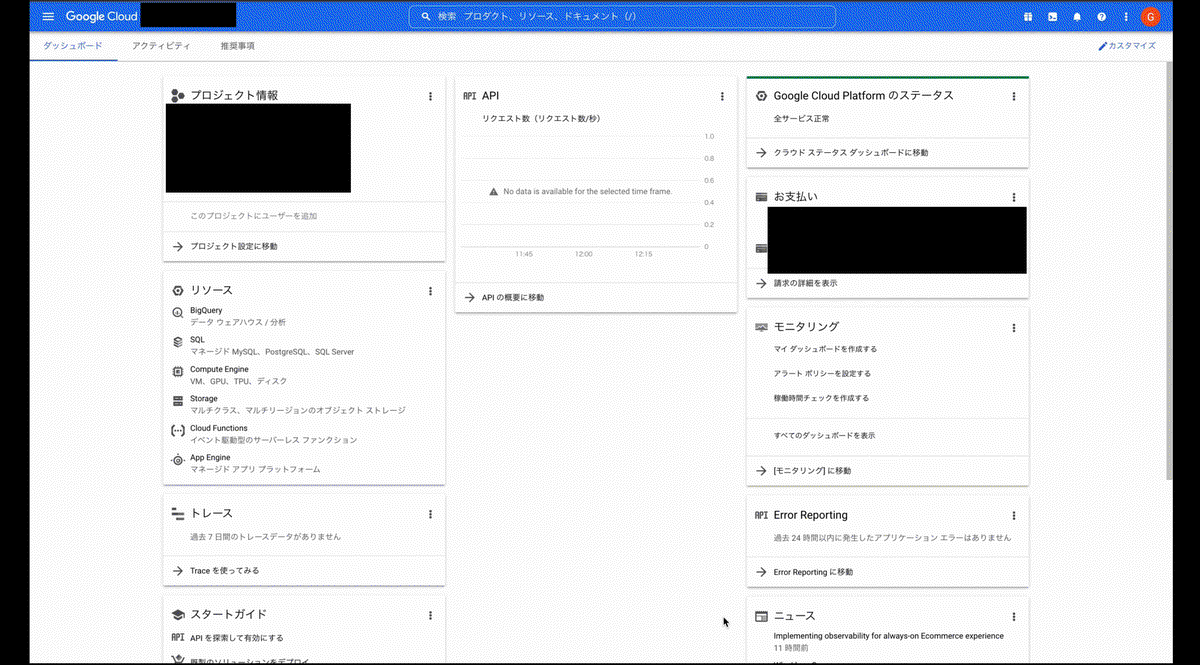 Google Cloud
検索 プロダクト、リソース、ドキュメント (/)
G
ダッシュボード
アクティビティ
推奨事項
カスタマイズ
プロジェクト情報
このプロジェクトにユーザーを追加
プロジェクト設定に移動
リソース
BigQuery
データ ウェアハウス / 分析
SQL
マネージド MySQL、PostgreSQL、SQL Server
Compute Engine
VM、GPU、TPU、ディスク
Storage
マルチクラス、マルチリージョンのオブジェクト ストレージ
Cloud Functions
イベント駆動型のサーバーレス ファンクション
App Engine
マネージド アプリ プラットフォーム
トレース
過去 7 日間のトレースデータがありません
Trace を使ってみる
スタートガイド
API API を探索して有効にする
既製のソリューションをデプロイ
API API
リクエスト数（リクエスト数/秒）
1.0
0.8
0.6
No data is available for the selected time frame.
0.4
0.2
0
11:45
12:00
12:15
API の概要に移動
Google Cloud Platform のステータス
全サービス正常
クラウド ステータス ダッシュボードに移動
お支払い
請求の詳細を表示
モニタリング
マイ ダッシュボードを作成する
アラート ポリシーを設定する
稼働時間チェックを作成する
すべてのダッシュボードを表示
[モニタリング] に移動
API Error Reporting
過去 24 時間以内に発生したアプリケーション エラーはありません
Error Reporting に移動
ニュース
Implementing observability for always-on Ecommerce experience
11 時間前